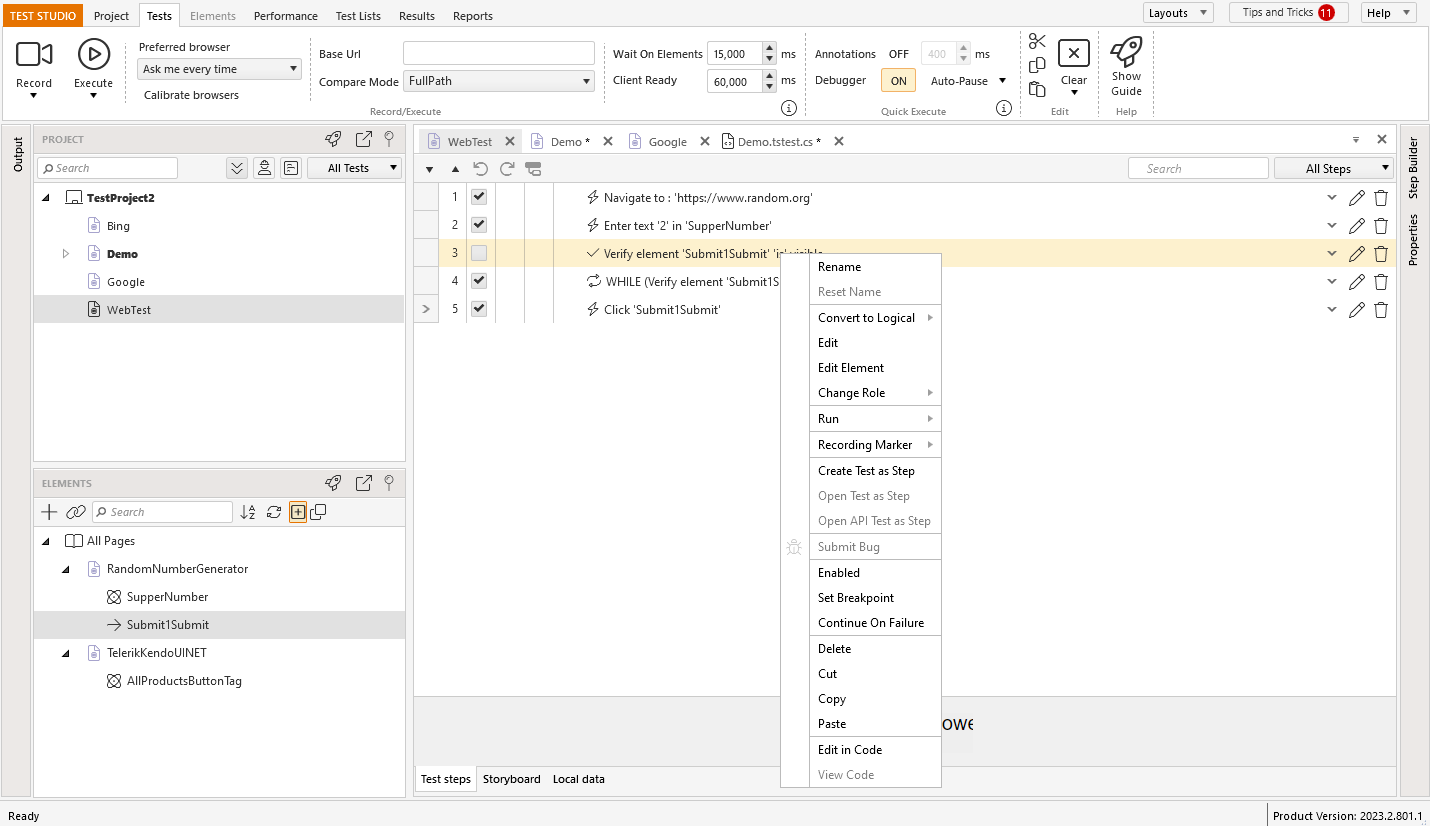 TEST STUDIO Project Tests Elements Performance Test Lists Results Reports Layouts Tips and Tricks 11 Help
Record
Execute
Preferred browser
Ask me every time
Calibrate browsers
Base Url
Compare Mode FullPath
Record/Execute
Wait On Elements 15,000 ms
Client Ready 60,000 ms
Annotations OFF 400 ms
Debugger ON Auto-Pause
Quick Execute
Clear
Edit
Show
Guide
Help
Output
PROJECT
Search All Tests
TestProject2
Bing
Demo
Google
WebTest
ELEMENTS
Search
All Pages
RandomNumberGenerator
SupperNumber
Submit1Submit
TelerikKendoUINET
AllProductsButtonTag
WebTest Demo * Google Demo.tstest.cs *
Search All Steps
1 Navigate to : 'https://www.random.org'
2 Enter text '2' in 'SupperNumber'
3 Verify element 'Submit1Submit' 'is' visible
4 WHILE (Verify element 'Submit1S
5 Click 'Submit1Submit'
Rename
Reset Name
Convert to Logical
Edit
Edit Element
Change Role
Run
Recording Marker
Create Test as Step
Open Test as Step
Open API Test as Step
Submit Bug
Enabled
Set Breakpoint
Continue On Failure
Delete
Cut
Copy
Paste
Edit in Code
View Code
Test steps Storyboard Local data
Step Builder
Properties
Ready
Product Version: 2023.2.801.1